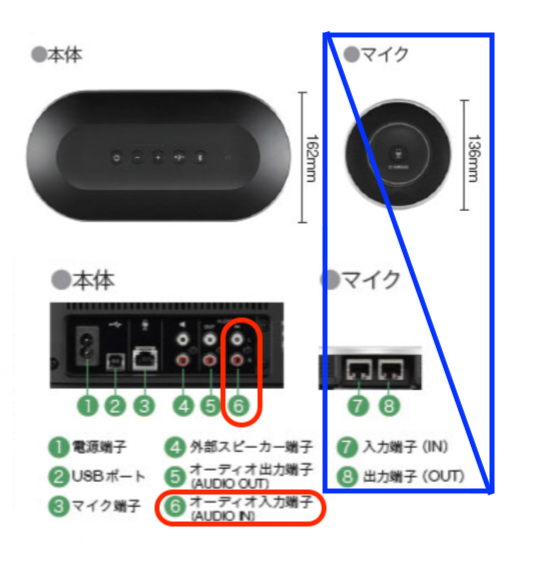 ●本体
●マイク
162mm
136mm
●本体
●マイク
1 2 3 4 5 6
7 8
1 電源端子
2 USBポート
3 マイク端子
4 外部スピーカー端子
5 オーディオ出力端子
(AUDIO OUT)
6 オーディオ入力端子
(AUDIO IN)
7 入力端子 (IN)
8 出力端子 (OUT)